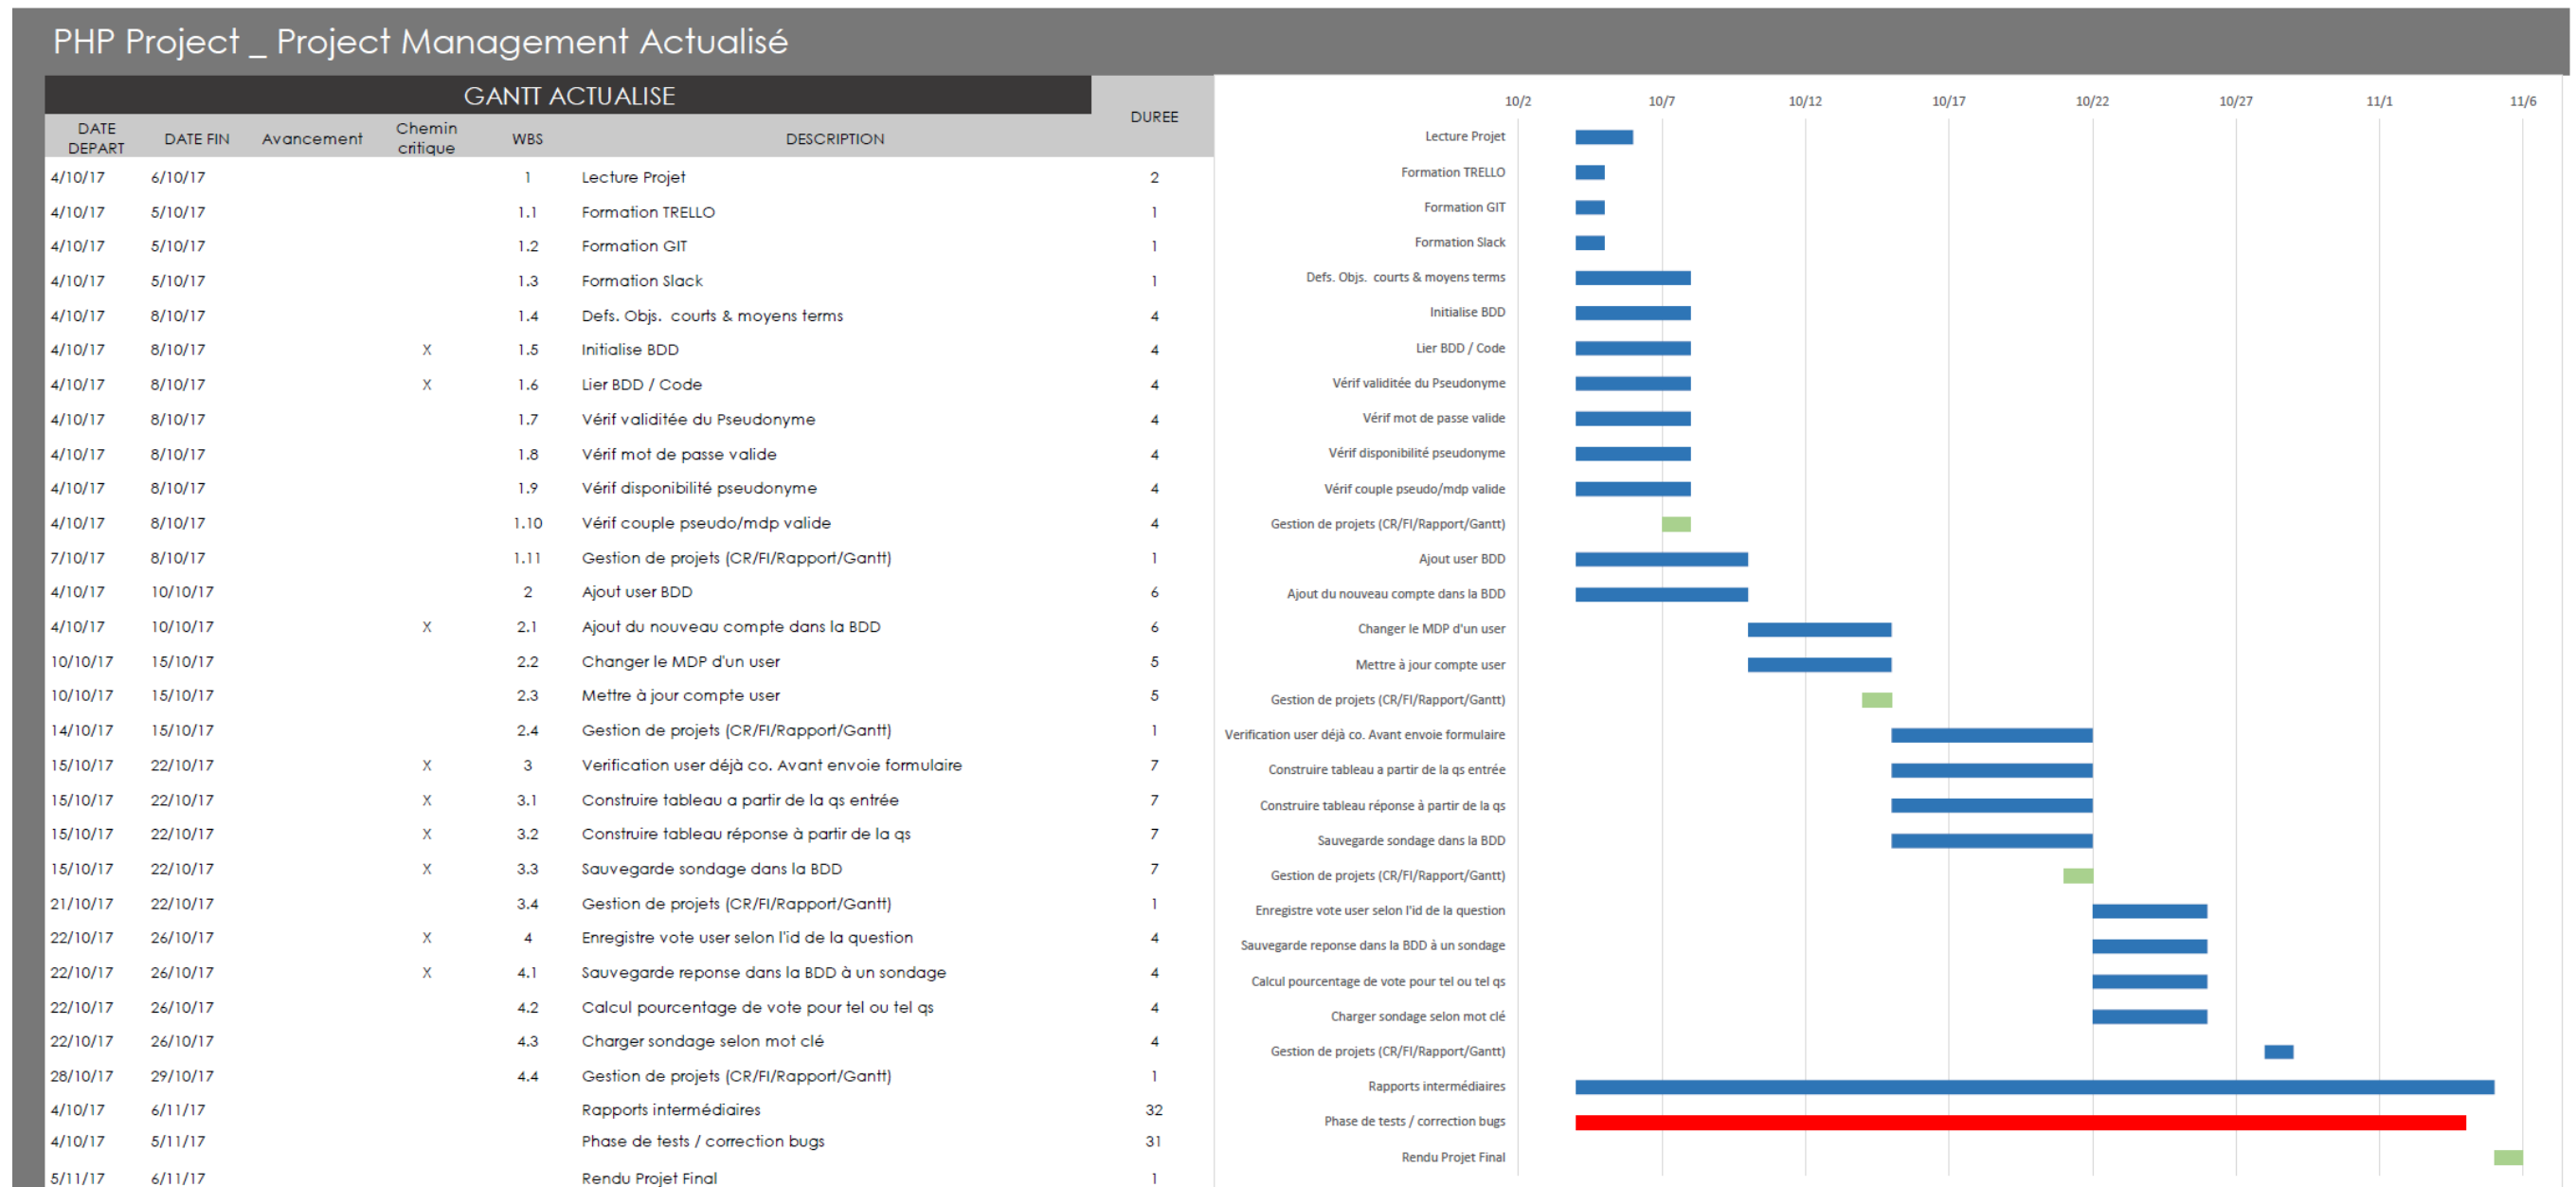 PHP Project _ Project Management Actualisé
GANTT ACTUALISE
DATE DEPART DATE FIN Avancement Chemin critique WBS DESCRIPTION DUREE
4/10/17 6/10/17 1 Lecture Projet 2
4/10/17 5/10/17 1.1 Formation TRELLO 1
4/10/17 5/10/17 1.2 Formation GIT 1
4/10/17 5/10/17 1.3 Formation Slack 1
4/10/17 8/10/17 1.4 Defs. Objs. courts & moyens terms 4
4/10/17 8/10/17 X 1.5 Initialise BDD 4
4/10/17 8/10/17 X 1.6 Lier BDD / Code 4
4/10/17 8/10/17 1.7 Vérif validitée du Pseudonyme 4
4/10/17 8/10/17 1.8 Vérif mot de passe valide 4
4/10/17 8/10/17 1.9 Vérif disponibilité pseudonyme 4
4/10/17 8/10/17 1.10 Vérif couple pseudo/mdp valide 4
7/10/17 8/10/17 1.11 Gestion de projets (CR/FI/Rapport/Gantt) 1
4/10/17 10/10/17 2 Ajout user BDD 6
4/10/17 10/10/17 X 2.1 Ajout du nouveau compte dans la BDD 6
10/10/17 15/10/17 2.2 Changer le MDP d'un user 5
10/10/17 15/10/17 2.3 Mettre à jour compte user 5
14/10/17 15/10/17 2.4 Gestion de projets (CR/FI/Rapport/Gantt) 1
15/10/17 22/10/17 X 3 Verification user déjà co. Avant envoie formulaire 7
15/10/17 22/10/17 X 3.1 Construire tableau a partir de la qs entrée 7
15/10/17 22/10/17 X 3.2 Construire tableau réponse à partir de la qs 7
15/10/17 22/10/17 X 3.3 Sauvegarde sondage dans la BDD 7
21/10/17 22/10/17 3.4 Gestion de projets (CR/FI/Rapport/Gantt) 1
22/10/17 26/10/17 X 4 Enregistre vote user selon l'id de la question 4
22/10/17 26/10/17 X 4.1 Sauvegarde reponse dans la BDD à un sondage 4
22/10/17 26/10/17 4.2 Calcul pourcentage de vote pour tel ou tel qs 4
22/10/17 26/10/17 4.3 Charger sondage selon mot clé 4
28/10/17 29/10/17 4.4 Gestion de projets (CR/FI/Rapport/Gantt) 1
4/10/17 6/11/17 Rapports intermédiaires 32
4/10/17 5/11/17 Phase de tests / correction bugs 31
5/11/17 6/11/17 Rendu Projet Final 1
10/2 10/7 10/12 10/17 10/22 10/27 11/1 11/6
Lecture Projet
Formation TRELLO
Formation GIT
Formation Slack
Defs. Objs. courts & moyens terms
Initialise BDD
Lier BDD / Code
Vérif validitée du Pseudonyme
Vérif mot de passe valide
Vérif disponibilité pseudonyme
Vérif couple pseudo/mdp valide
Gestion de projets (CR/FI/Rapport/Gantt)
Ajout user BDD
Ajout du nouveau compte dans la BDD
Changer le MDP d'un user
Mettre à jour compte user
Gestion de projets (CR/FI/Rapport/Gantt)
Verification user déjà co. Avant envoie formulaire
Construire tableau a partir de la qs entrée
Construire tableau réponse à partir de la qs
Sauvegarde sondage dans la BDD
Gestion de projets (CR/FI/Rapport/Gantt)
Enregistre vote user selon l'id de la question
Sauvegarde reponse dans la BDD à un sondage
Calcul pourcentage de vote pour tel ou tel qs
Charger sondage selon mot clé
Gestion de projets (CR/FI/Rapport/Gantt)
Rapports intermédiaires
Phase de tests / correction bugs
Rendu Projet Final